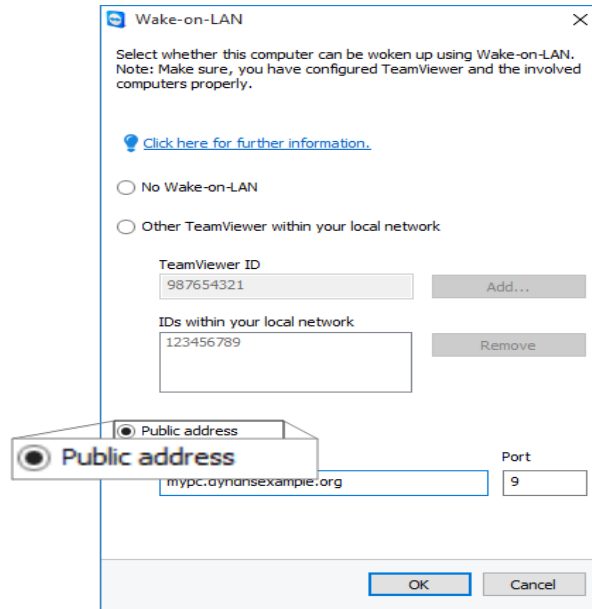 Wake-on-LAN
Select whether this computer can be woken up using Wake-on-LAN.
Note: Make sure, you have configured TeamViewer and the involved
computers properly.
Click here for further information.
No Wake-on-LAN
Other TeamViewer within your local network
TeamViewer ID
987654321
Add...
IDs within your local network
123456789
Remove
Public address
Public address
Port
mypc.dyndnsexample.org
9
OK
Cancel